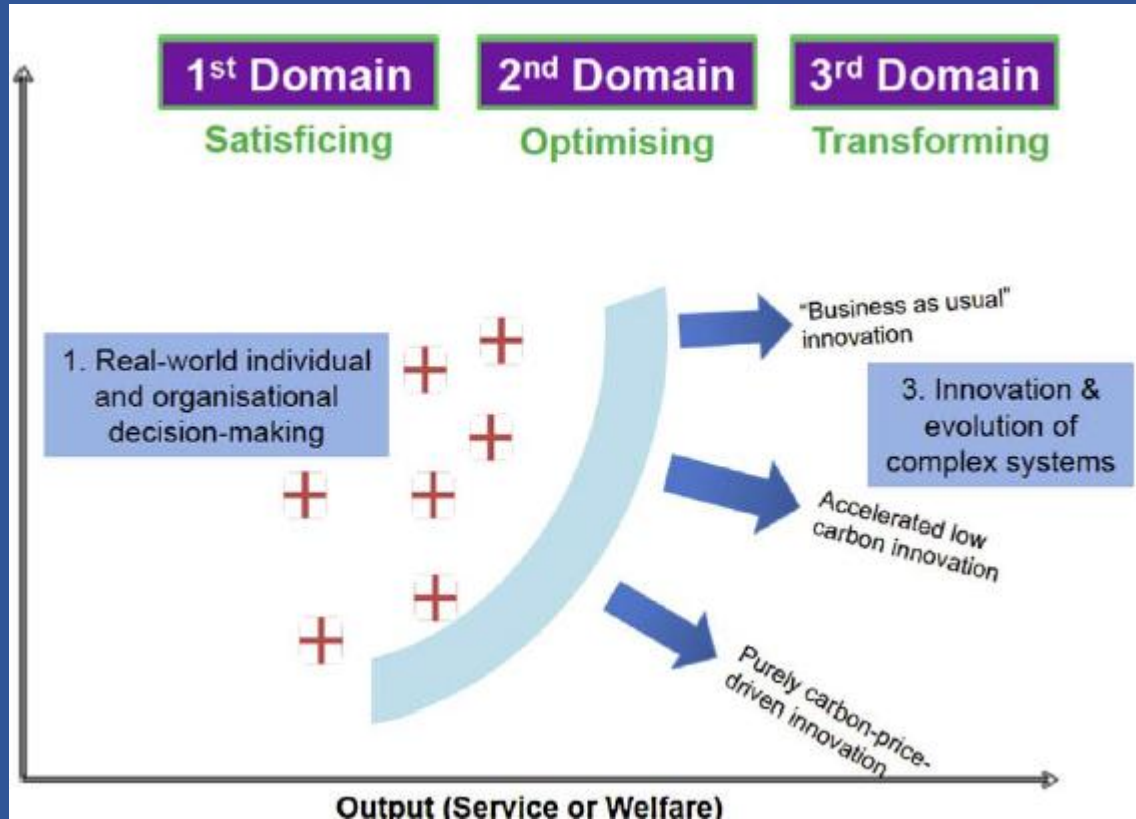 1st Domain
2nd Domain
3rd Domain
Satisficing
Optimising
Transforming
"Business as usual"
innovation
1. Real-world individual
and organisational
decision-making
3. Innovation &
evolution of
complex systems
Accelerated low
carbon innovation
Purely carbon-price-
driven innovation
Output (Service or Welfare)